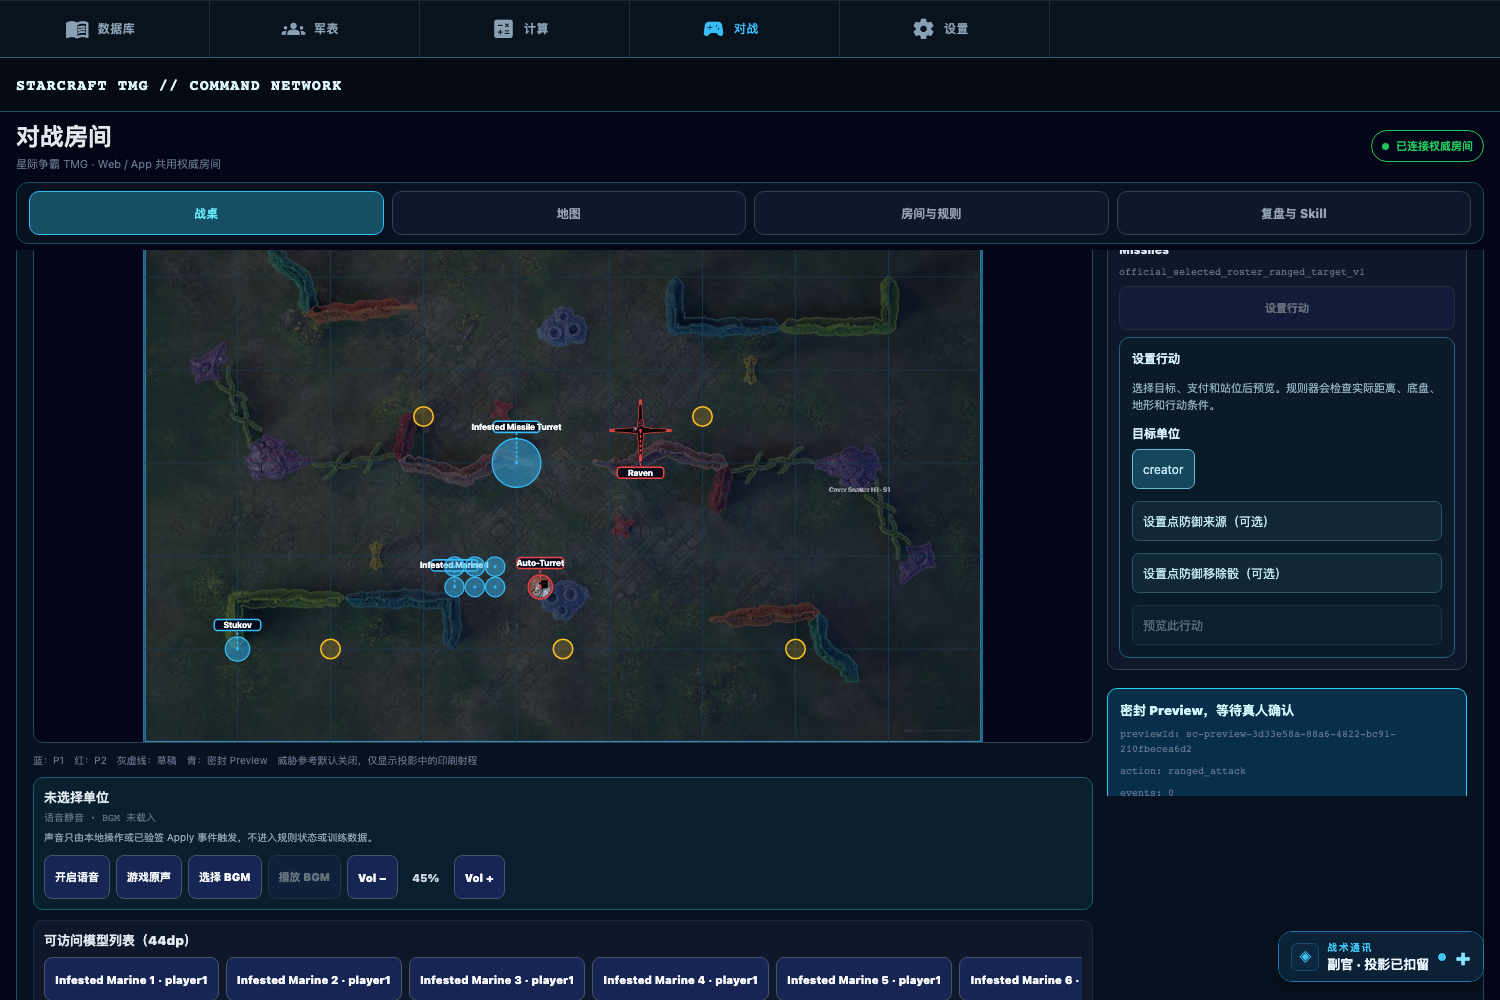 数据库
军表
计算
对战
设置
STARCRAFT TMG // COMMAND NETWORK
对战房间
星际争霸 TMG · Web / App 共用权威房间
已连接权威房间
战桌
地图
房间与规则
复盘与 Skill
Missiles
official_selected_roster_ranged_target_v1
设置行动
设置行动
选择目标、支付和站位后预览。规则器会检查实际距离、底盘、
地形和行动条件。
目标单位
creator
设置点防御来源（可选）
设置点防御移除骰（可选）
预览此行动
密封 Preview，等待真人确认
previewId: sc-preview-3d33e58a-88a6-4822-bc91-
210fbecea6d2
action: ranged_attack
events: 0
Infested Missile Turret
Raven
Infested Marine
Auto-Turret
Stukov
蓝: P1 红: P2 灰虚线: 草稿 青: 密封 Preview 威胁参考默认关闭，仅显示投影中的印刷射程
未选择单位
语音静音 · BGM 未载入
声音只由本地操作或已验签 Apply 事件触发，不进入规则状态或训练数据。
开启语音
游戏原声
选择 BGM
播放 BGM
Vol –
45%
Vol +
可访问模型列表（44dp）
Infested Marine 1 · player1
Infested Marine 2 · player1
Infested Marine 3 · player1
Infested Marine 4 · player1
Infested Marine 5 · player1
Infested Marine 6 ·
战术通讯
副官 · 投影已扣留